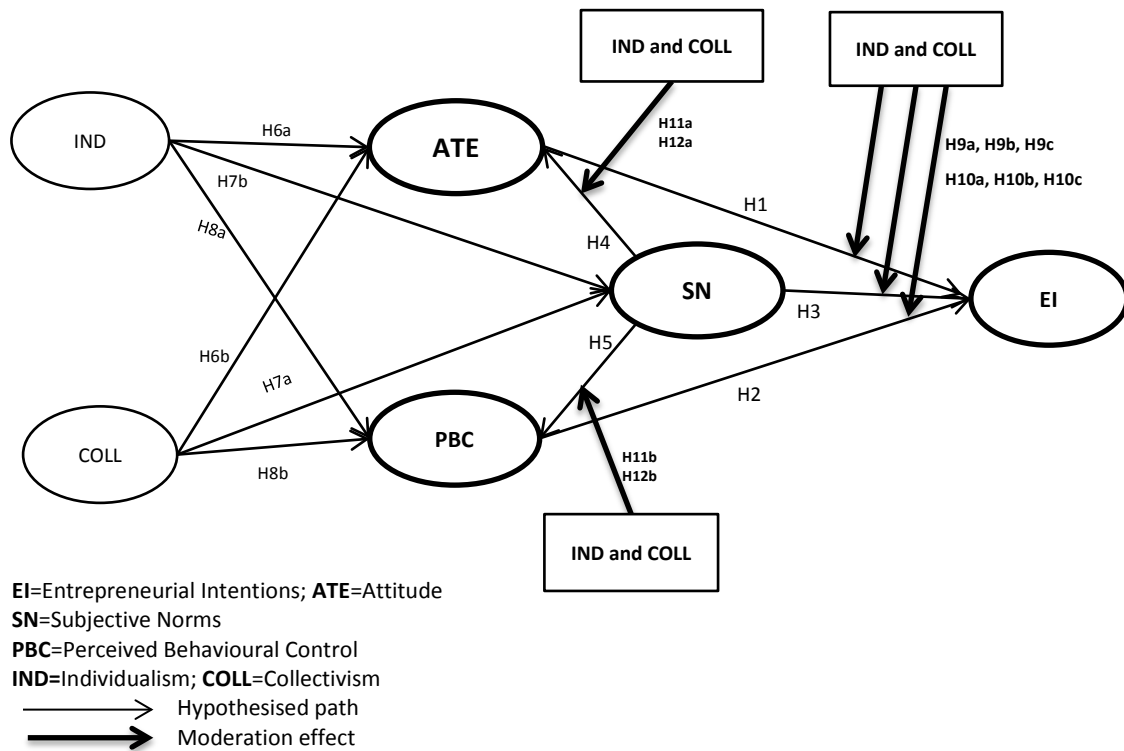 IND and COLL
IND and COLL
IND
H6a
ATE
H11a
H12a
H9a, H9b, H9c
H10a, H10b, H10c
H7b
H8a
H1
H4
SN
H3
EI
H6b
H7a
H5
H2
COLL
H8b
PBC
H11b
H12b
IND and COLL
EI=Entrepreneurial Intentions; ATE=Attitude
SN=Subjective Norms
PBC=Perceived Behavioural Control
IND=Individualism; COLL=Collectivism
Hypothesised path
Moderation effect